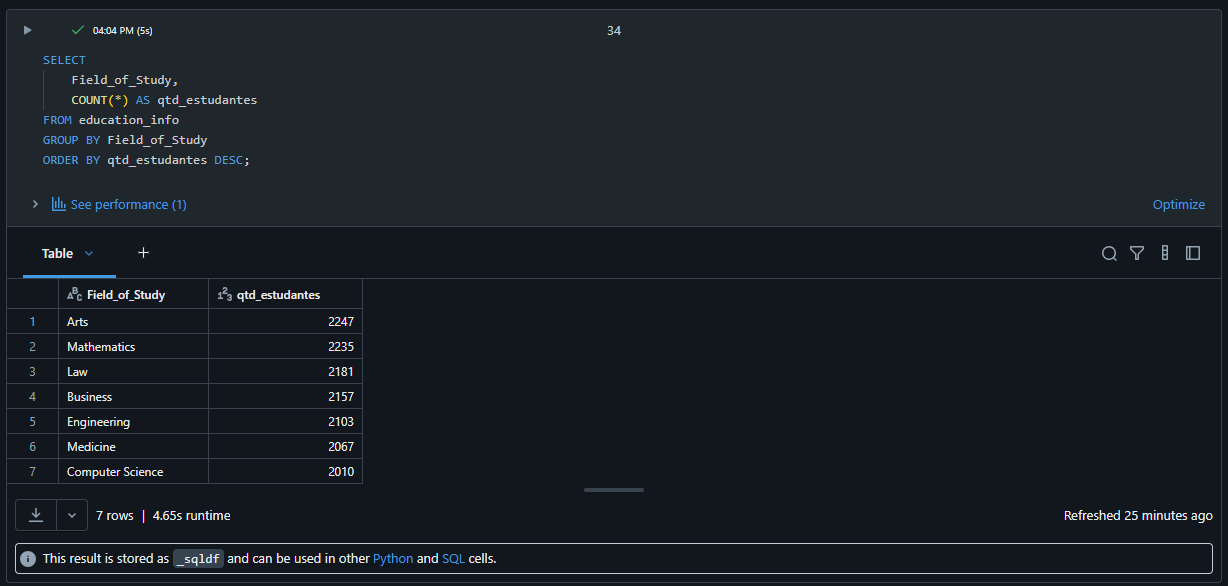 04:04 PM (5s)
34
SELECT
Field_of_Study,
COUNT(*) AS qtd_estudantes
FROM education_info
GROUP BY Field_of_Study
ORDER BY qtd_estudantes DESC;
See performance (1)
Optimize
Table
ABC Field_of_Study 123 qtd_estudantes
1 Arts 2247
2 Mathematics 2235
3 Law 2181
4 Business 2157
5 Engineering 2103
6 Medicine 2067
7 Computer Science 2010
7 rows | 4.65s runtime
Refreshed 25 minutes ago
This result is stored as _sqldf and can be used in other Python and SQL cells.